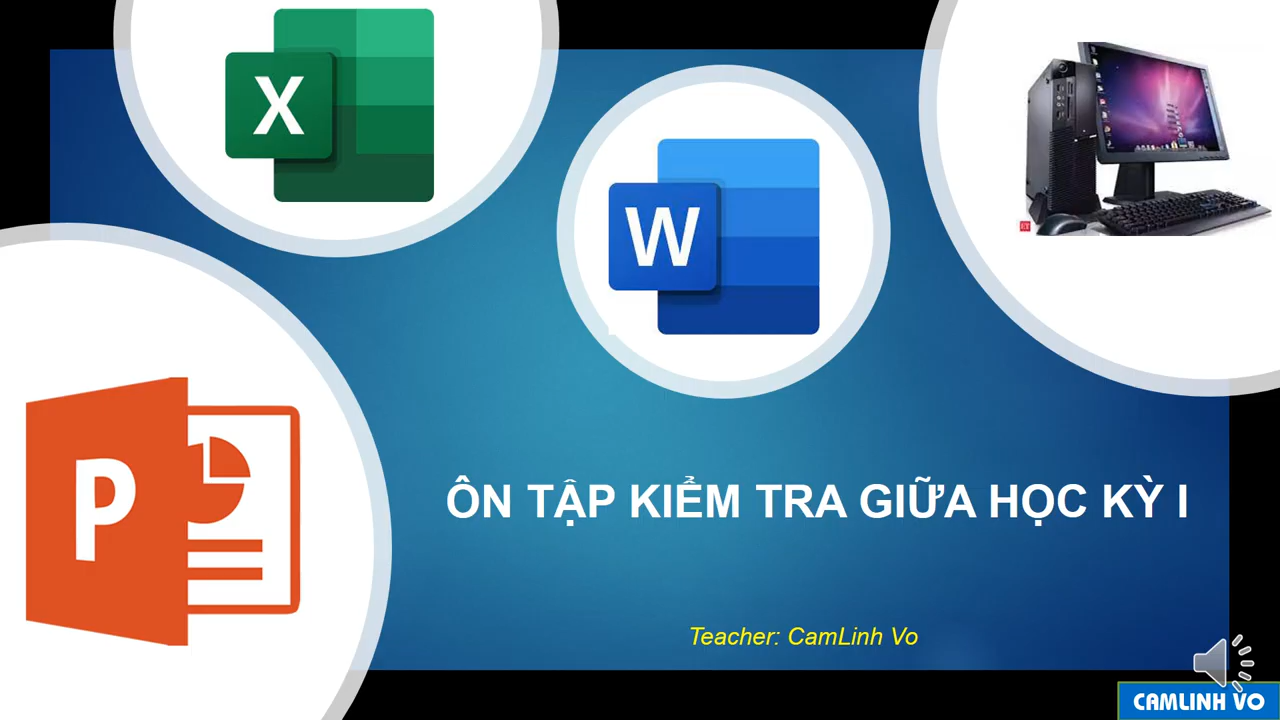 X
W
P
ÔN TẬP KIỂM TRA GIỮA HỌC KỲ I
Teacher: CamLinh Vo
CAMLINH VO